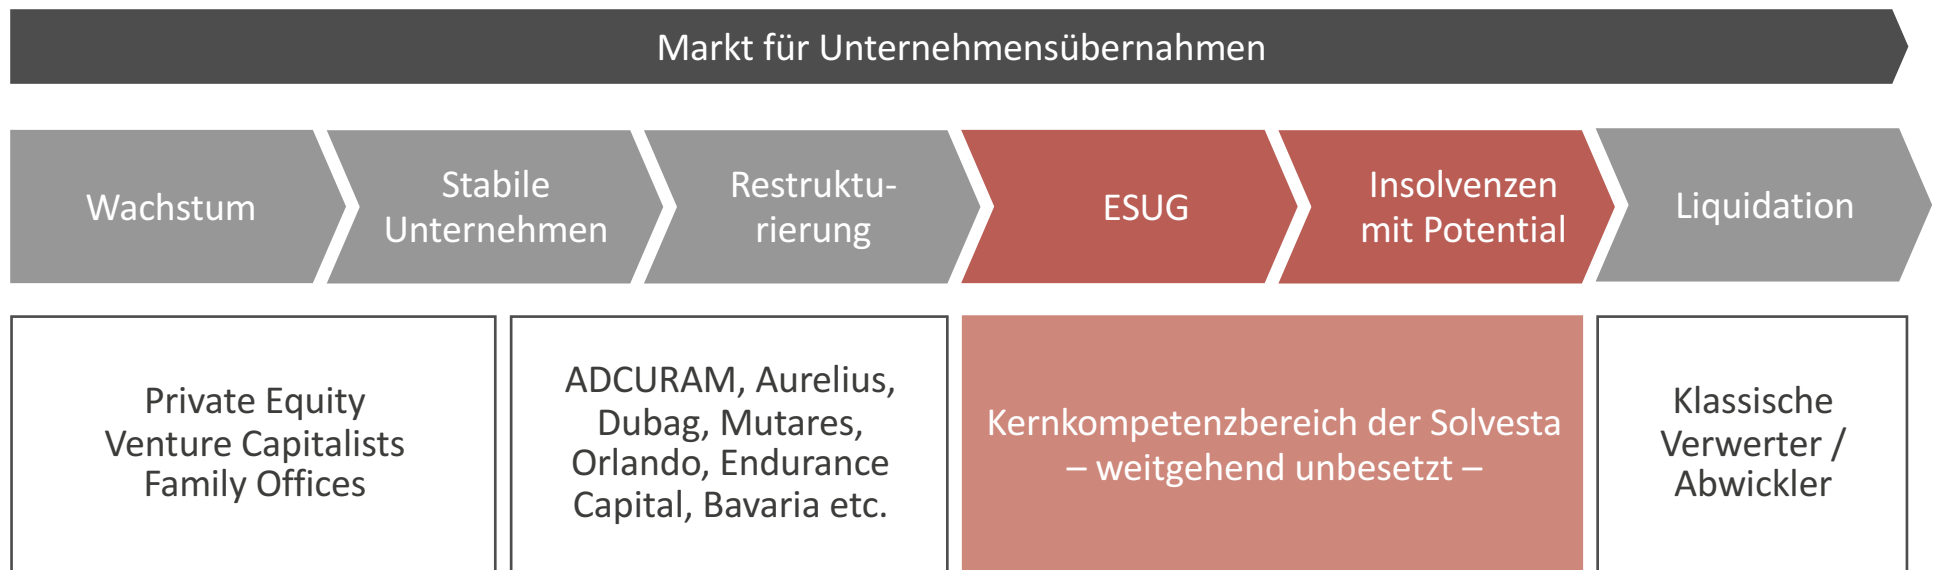 Markt für Unternehmensübernahmen
Wachstum
Stabile
Unternehmen
Restruktu-
rierung
ESUG
Insolvenzen
mit Potential
Liquidation
Private Equity
Venture Capitalists
Family Offices
ADCURAM, Aurelius,
Dubag, Mutares,
Orlando, Endurance
Capital, Bavaria etc.
Kernkompetenzbereich der Solvesta
– weitgehend unbesetzt –
Klassische
Verwerter /
Abwickler